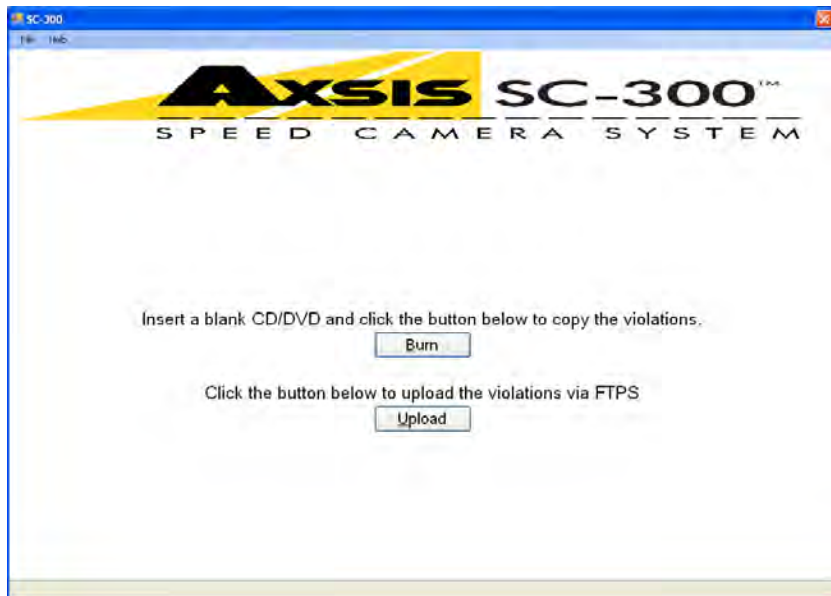 SC-300
File Help
AXSIS SC-300™
SPEED CAMERA SYSTEM
Insert a blank CD/DVD and click the button below to copy the violations.
Burn
Click the button below to upload the violations via FTPS
Upload